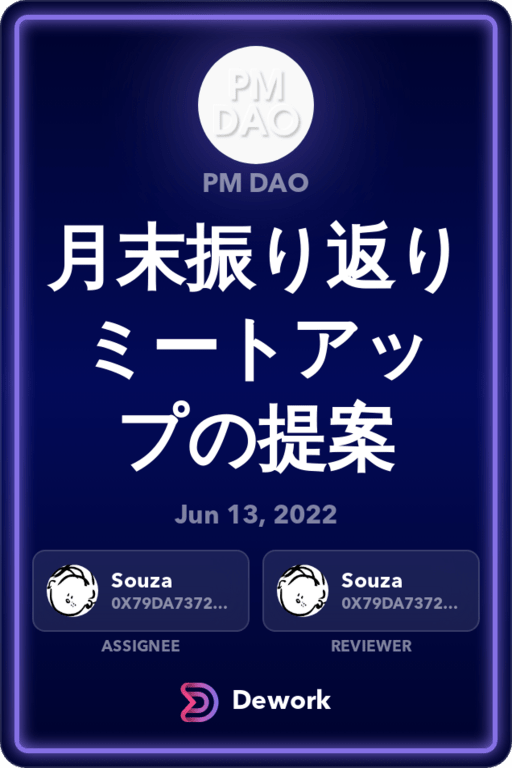 PM
DAO
PM DAO
月末振り返り
ミートアッ
プの提案
Jun 13, 2022
Souza
0X79DA7372...
ASSIGNEE
Souza
0X79DA7372...
REVIEWER
Dework